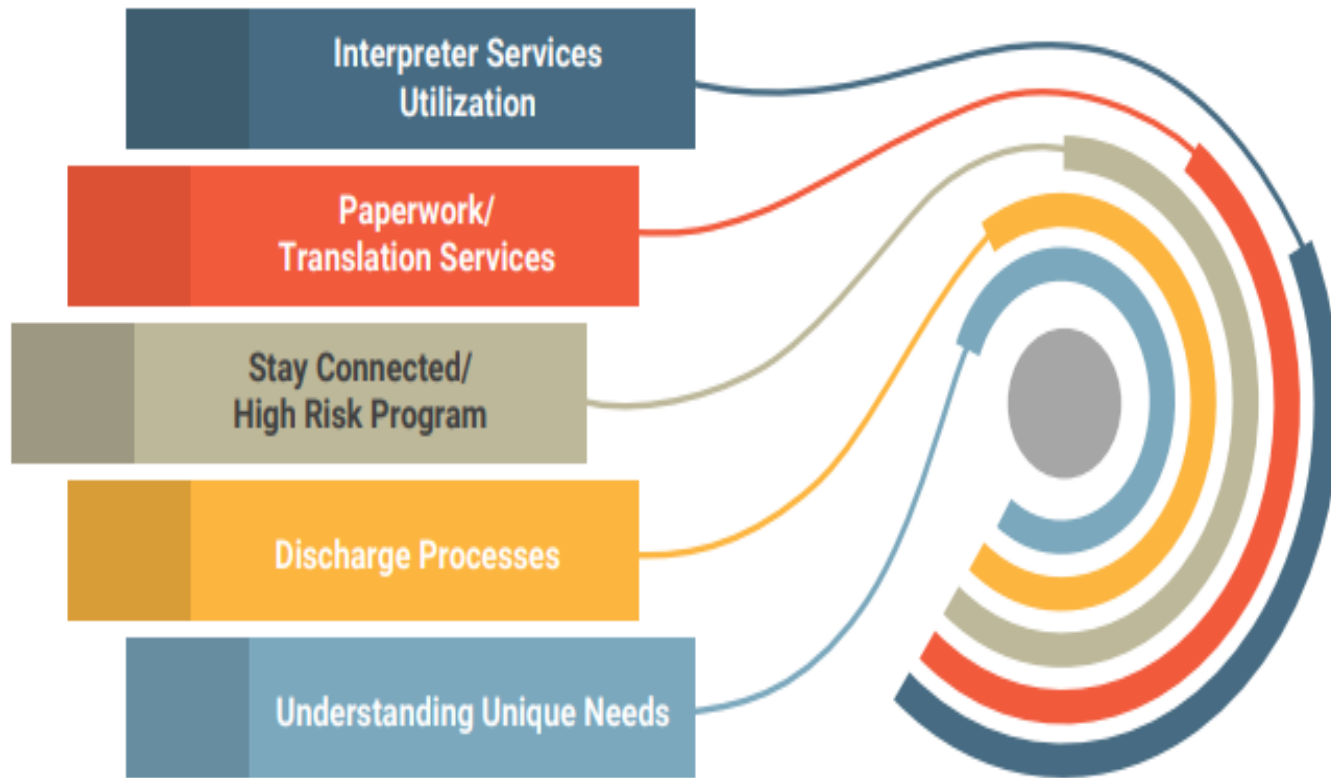 Interpreter Services
Utilization
Paperwork/
Translation Services
Stay Connected/
High Risk Program
Discharge Processes
Understanding Unique Needs